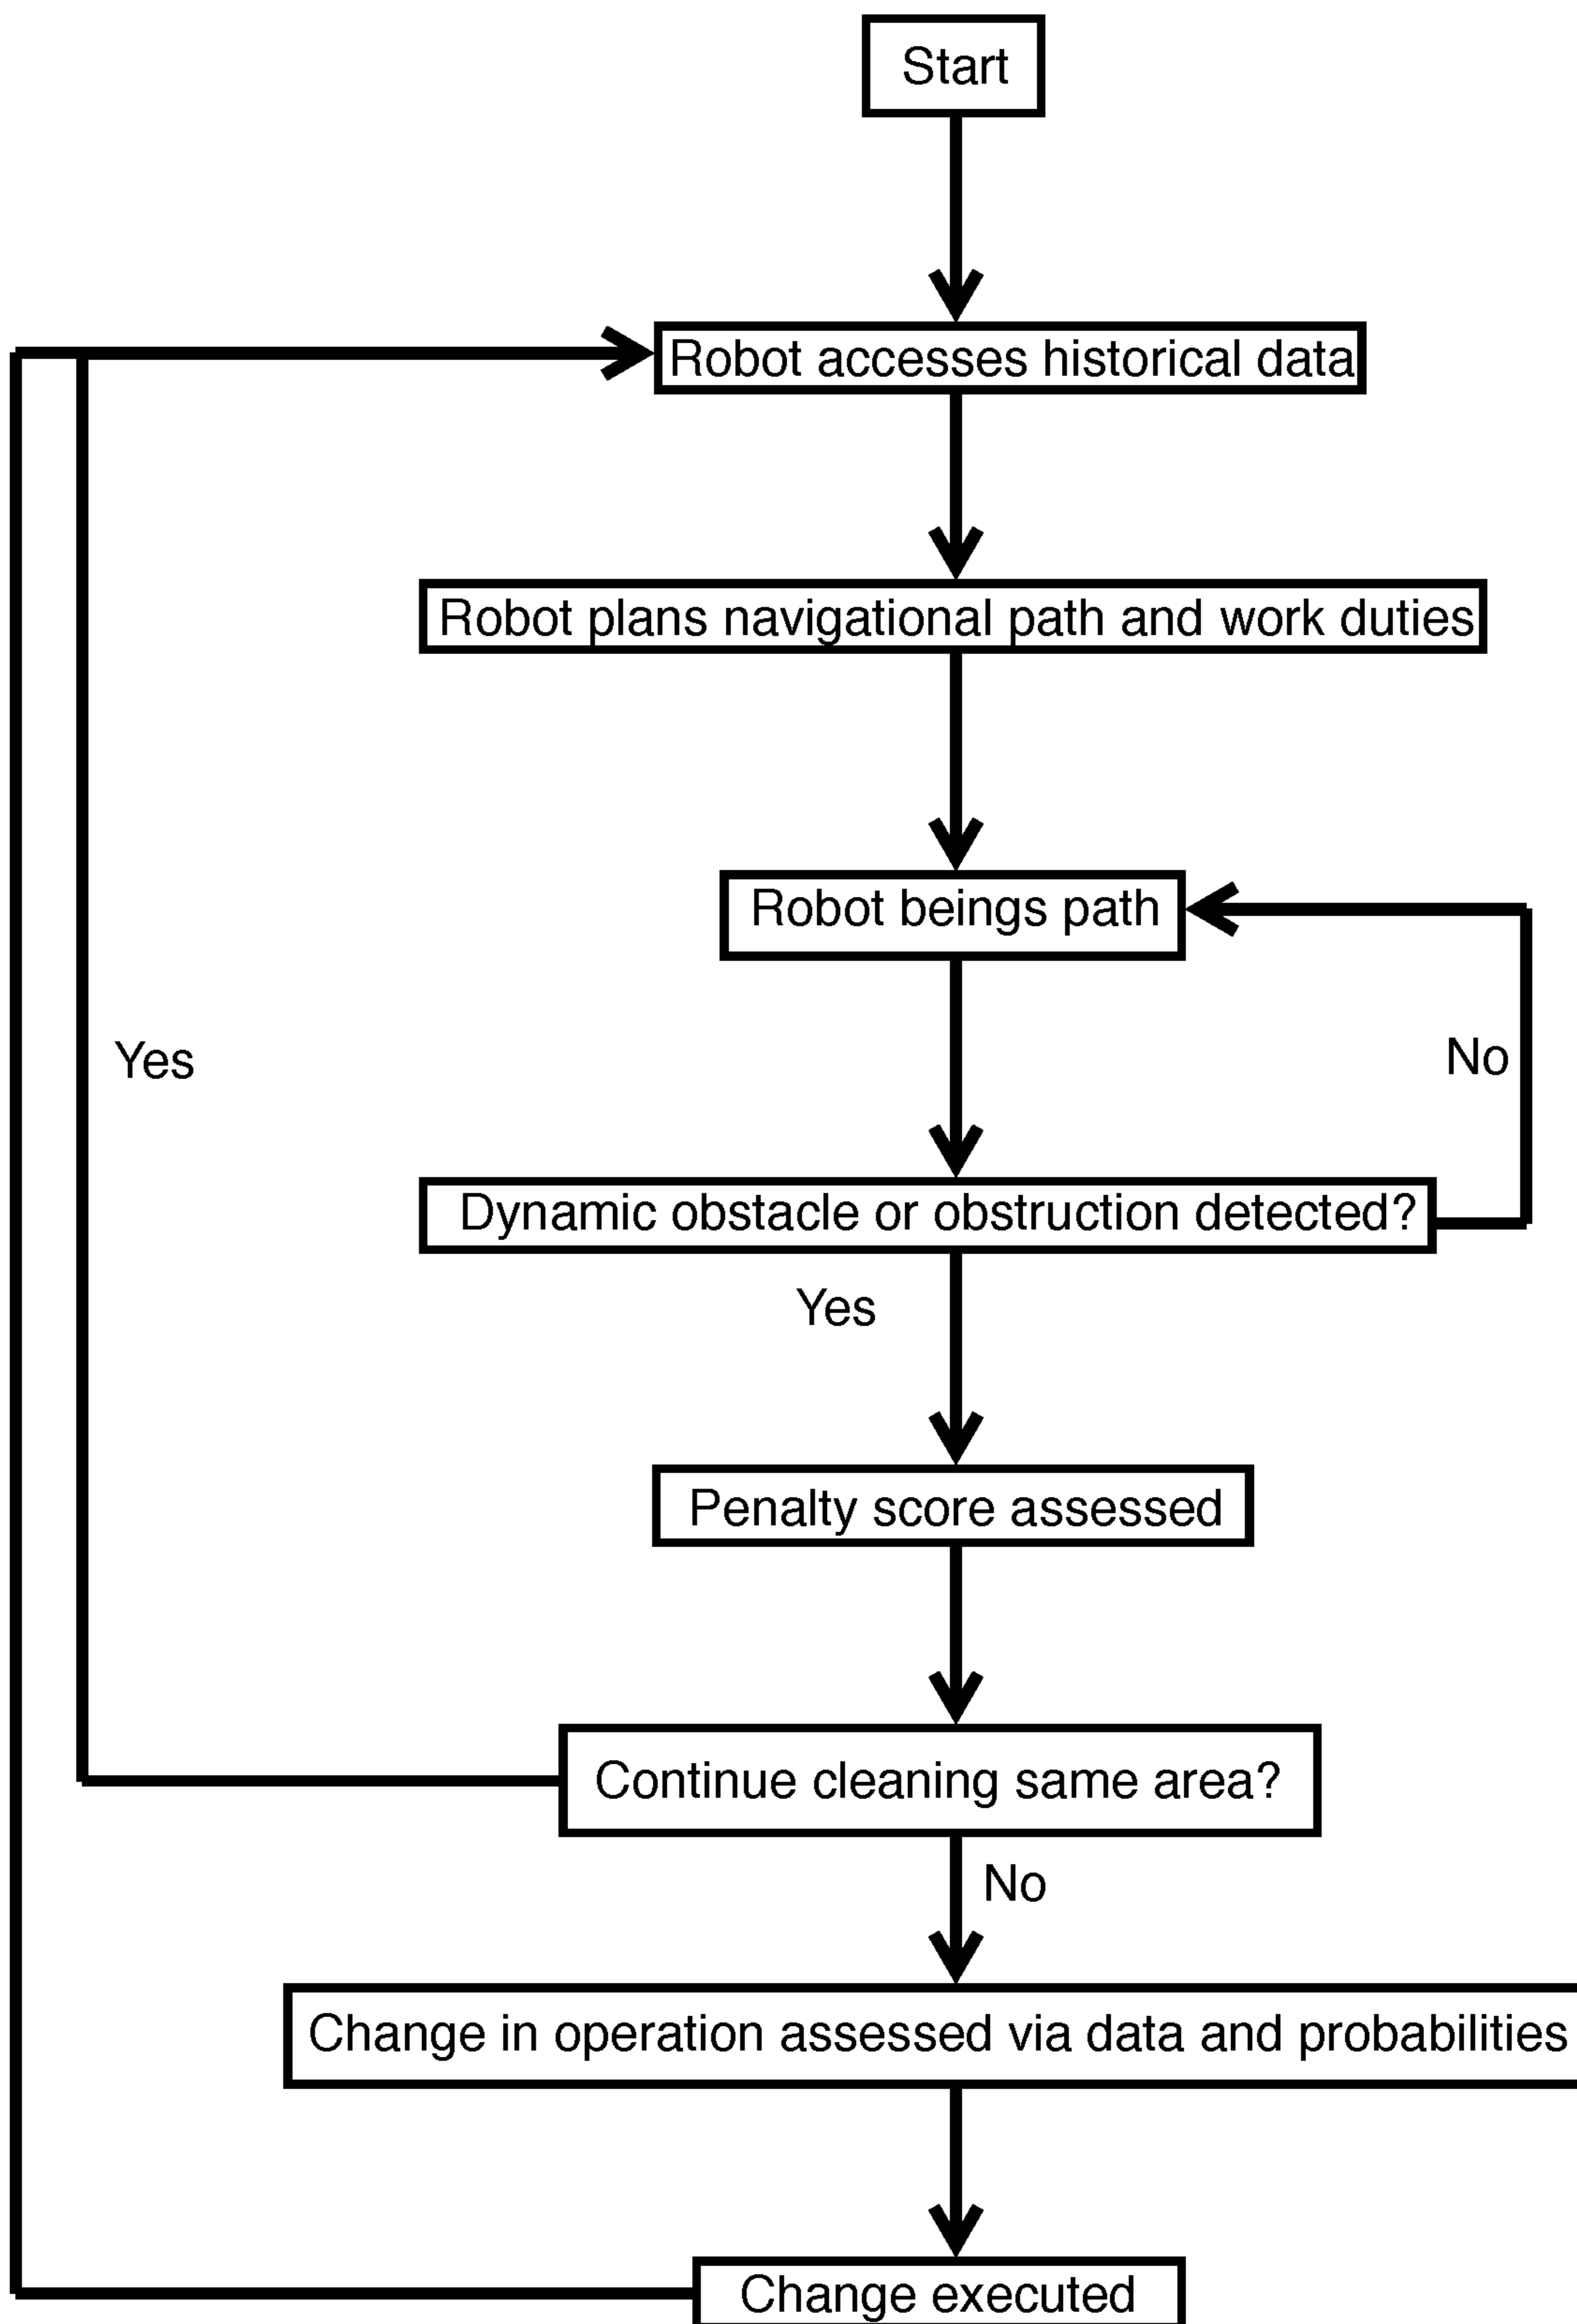 Start
Robot accesses historical data
Robot plans navigational path and work duties
Robot beings path
Yes
No
Dynamic obstacle or obstruction detected?
Yes
Penalty score assessed
Continue cleaning same area?
No
Change in operation assessed via data and probabilities
Change executed